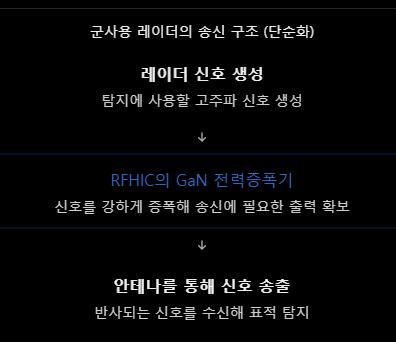 군사용 레이더의 송신 구조 (단순화)
레이더 신호 생성
탐지에 사용할 고주파 신호 생성
↓
RFHIC의 GaN 전력증폭기
신호를 강하게 증폭해 송신에 필요한 출력 확보
↓
안테나를 통해 신호 송출
반사되는 신호를 수신해 표적 탐지